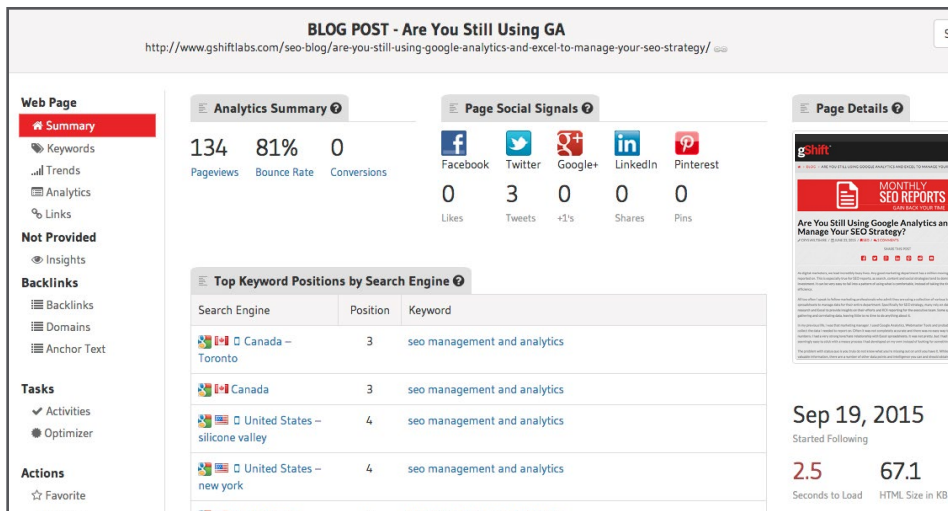 BLOG POST - Are You Still Using GA
http://www.gshiftlabs.com/seo-blog/are-you-still-using-google-analytics-and-excel-to-manage-your-seo-strategy/
S
Web Page
Summary
Keywords
Trends
Analytics
Links
Not Provided
Insights
Backlinks
Backlinks
Domains
Anchor Text
Tasks
Activities
Optimizer
Actions
Favorite
Analytics Summary
134 81% 0
Pageviews Bounce Rate Conversions
Page Social Signals
Facebook Twitter Google+ LinkedIn Pinterest
0 3 0 0 0
Likes Tweets +1's Shares Pins
Top Keyword Positions by Search Engine
Search Engine Position Keyword
Canada – 3 seo management and analytics
Toronto
Canada 3 seo management and analytics
United States – 4 seo management and analytics
silicone valley
United States – 4 seo management and analytics
new york
Page Details
gShift
MONTHLY
SEO REPORTS
GAIN BACK YOUR TIME
Are You Still Using Google Analytics an
Manage Your SEO Strategy?
SHARE THIS POST
Sep 19, 2015
Started Following
2.5 67.1
Seconds to Load HTML Size in KB